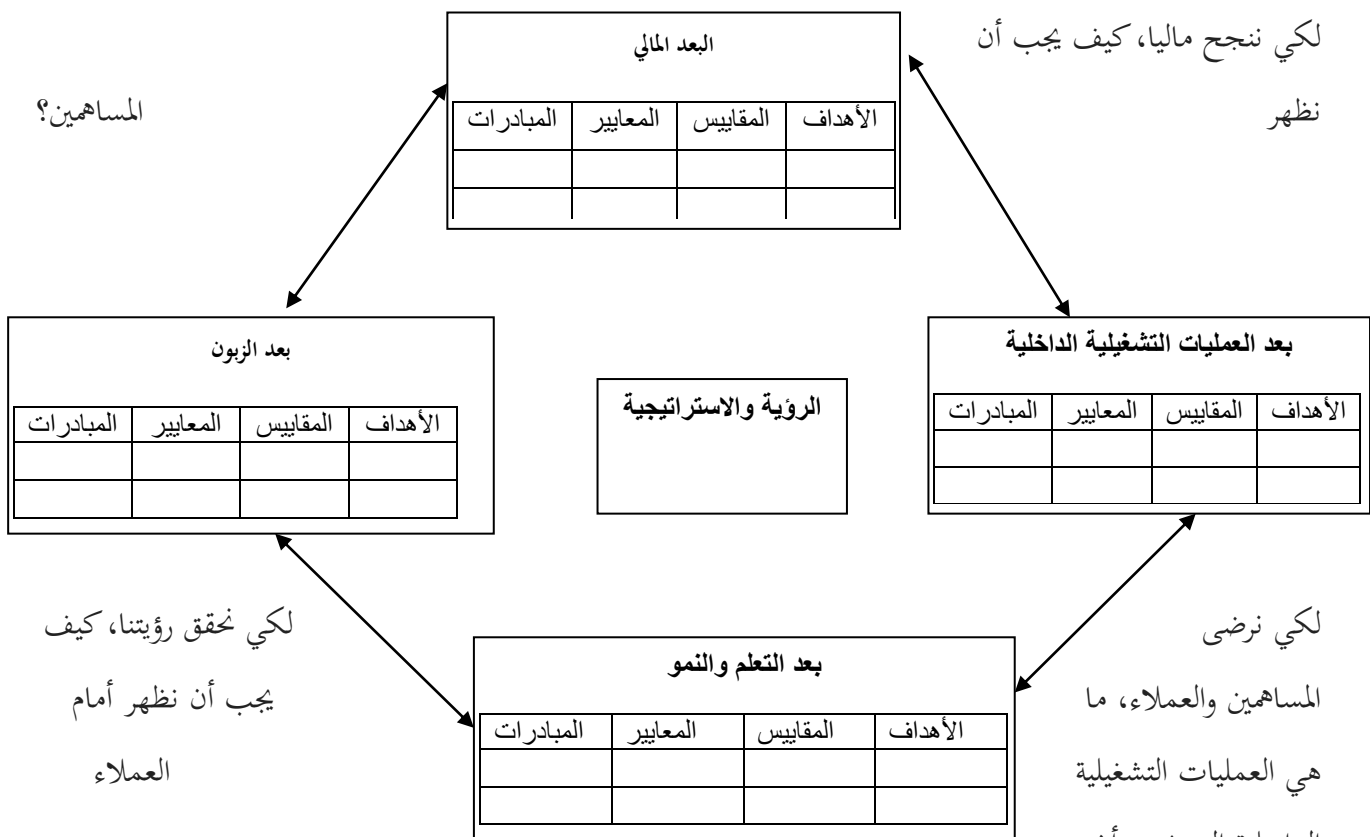 البعد المالي
لكي ننجح ماليا، كيف يجب أن
نظهر
المساهمين؟
الأهداف المقاييس المعايير المبادرات
بعد العمليات التشغيلية الداخلية
الأهداف المقاييس المعايير المبادرات
الرؤية والاستراتيجية
بعد الزبون
الأهداف المقاييس المعايير المبادرات
لكي نرضى
المساهمين والعملاء، ما
هي العمليات التشغيلية
لكي نحقق رؤيتنا، كيف
يجب أن نظهر أمام
العملاء
بعد التعلم والنمو
الأهداف المقاييس المعايير المبادرات